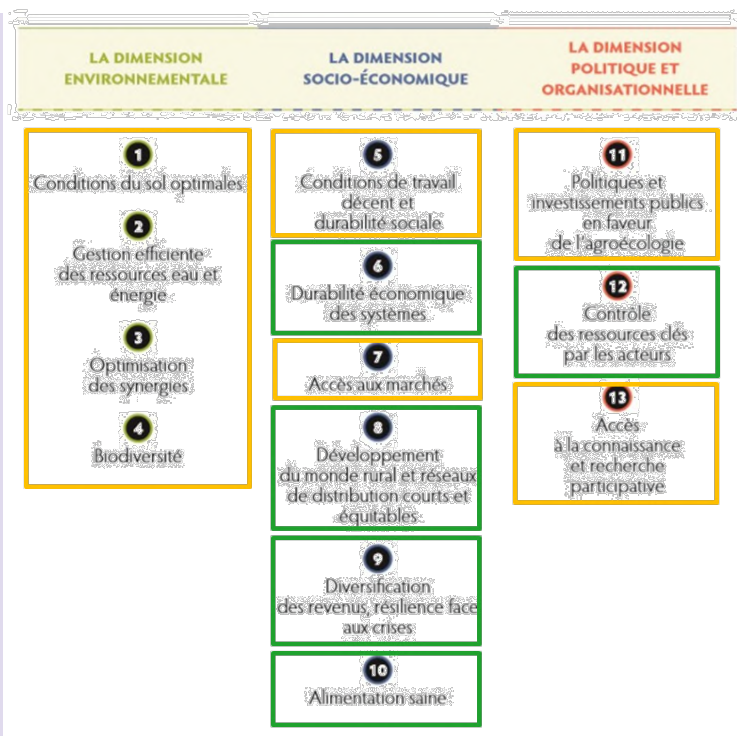 LA DIMENSION
ENVIRONNEMENTALE
1
Conditions du sol optimales
2
Gestion efficiente
des ressources eau et
énergie
3
Optimisation
des synergies
4
Biodiversité
LA DIMENSION
SOCIO-ÉCONOMIQUE
5
Conditions de travail
décent et
durabilité sociale
6
Durabilité économique
des systèmes
7
Accès aux marchés
8
Développement
du monde rural et réseaux
de distribution courts et
équitables
9
Diversification
des revenus, résilience face
aux crises
10
Alimentation saine
LA DIMENSION
POLITIQUE ET
ORGANISATIONNELLE
11
Politiques et
investissements publics
en faveur
de l'agroécologie
12
Contrôle
des ressources clés
par les acteurs
13
Accès
à la connaissance
et recherche
participative